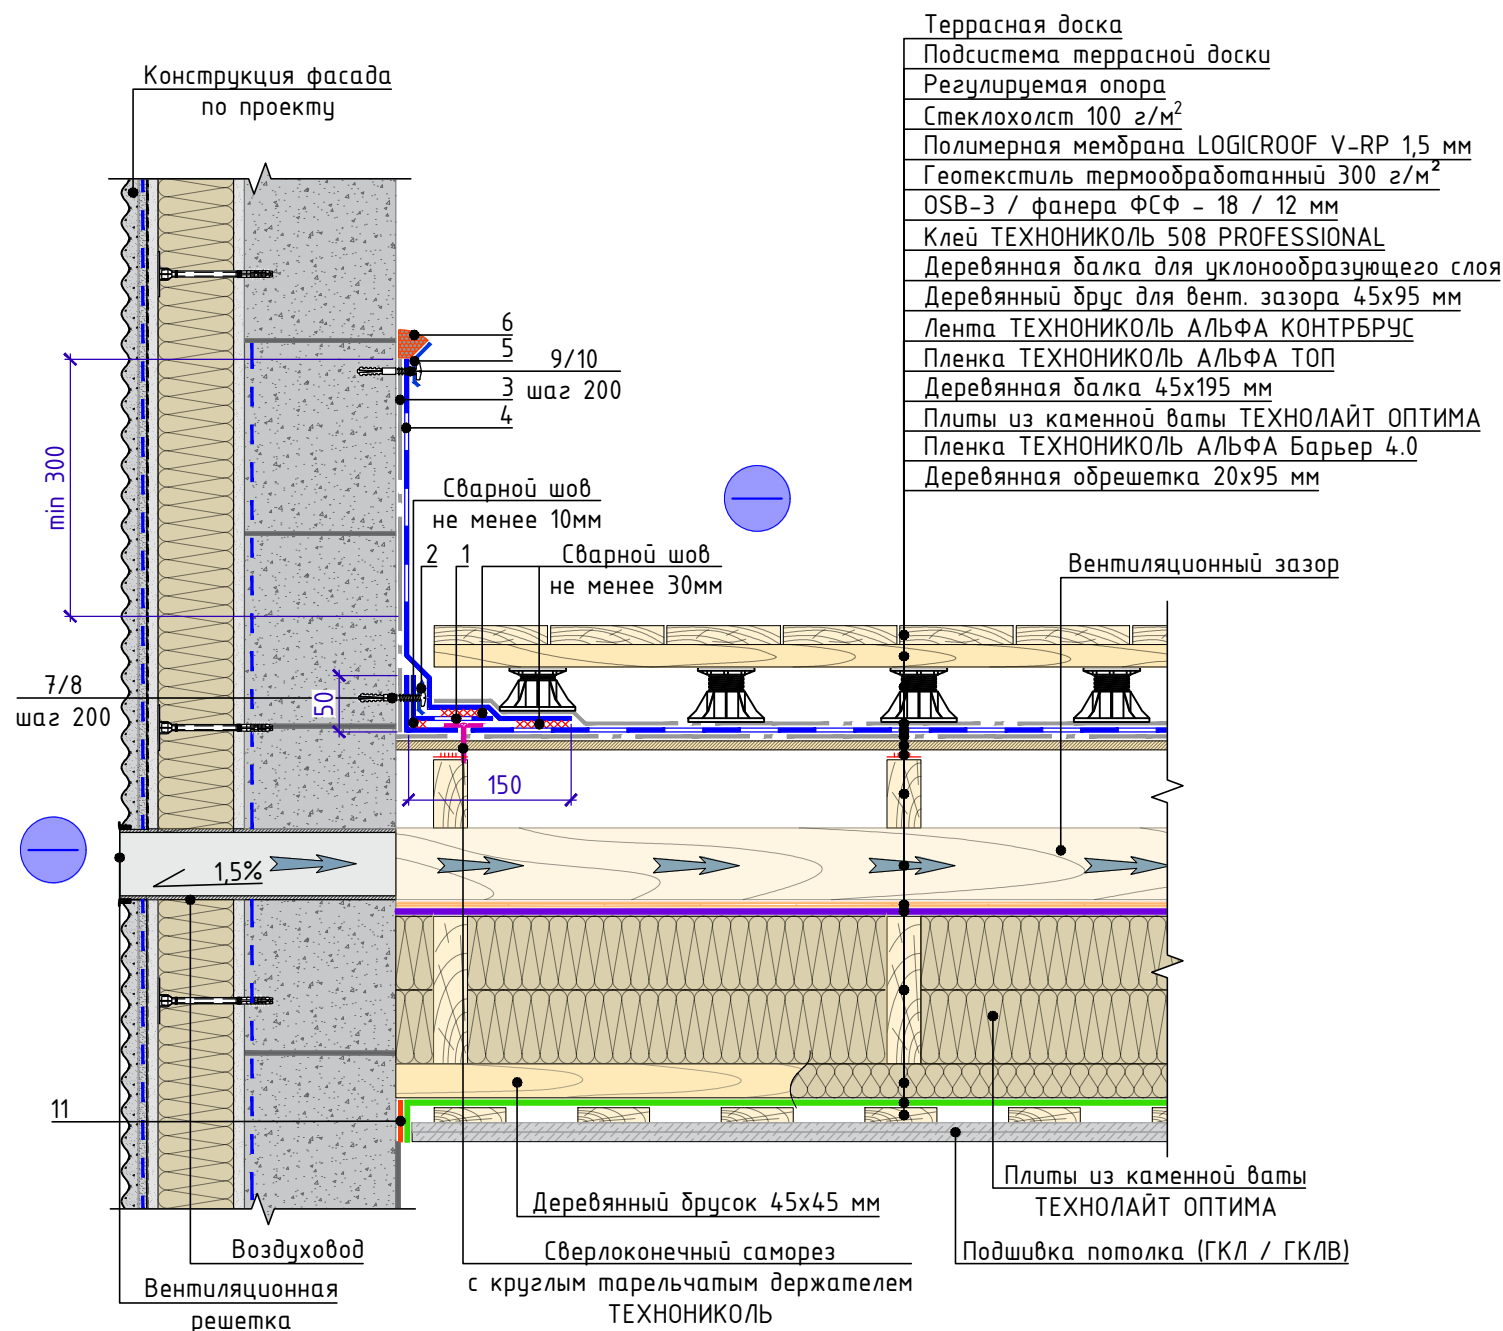 Террасная доска
Подсистема террасной доски
Регулируемая опора
Стеклохолст 100 г/м²
Полимерная мембрана LOGICROOF V-RP 1,5 мм
Геотекстиль термообработанный 300 г/м²
OSB-3 / фанера ФСФ - 18 / 12 мм
Клей ТЕХНОНИКОЛЬ 508 PROFESSIONAL
Деревянная балка для уклонообразующего слоя
Деревянный брус для вент. зазора 45х95 мм
Лента ТЕХНОНИКОЛЬ АЛЬФА КОНТРБРУС
Пленка ТЕХНОНИКОЛЬ АЛЬФА ТОП
Деревянная балка 45х195 мм
Плиты из каменной ваты ТЕХНОЛАЙТ ОПТИМА
Пленка ТЕХНОНИКОЛЬ АЛЬФА Барьер 4.0
Деревянная обрешетка 20х95 мм
Конструкция фасада
по проекту
6
5
9/10
шаг 200
3
4
min 300
Сварной шов
не менее 10мм
2
1
Сварной шов
не менее 30мм
Вентиляционный зазор
7/8
шаг 200
50
150
1,5%
11
Деревянный брусок 45х45 мм
Плиты из каменной ваты
ТЕХНОЛАЙТ ОПТИМА
Воздуховод
Сверлоконечный саморез
с круглым тарельчатым держателем
ТЕХНОНИКОЛЬ
Подшивка потолка (ГКЛ / ГКЛВ)
Вентиляционная
решетка